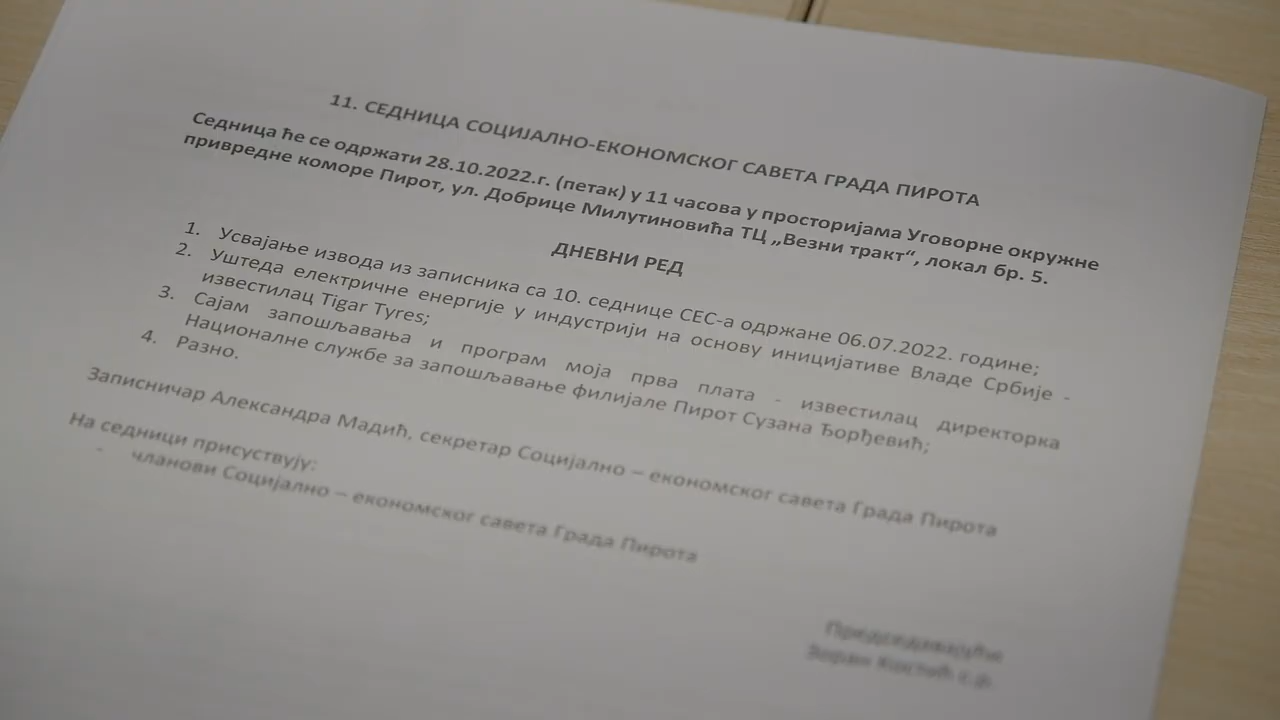 11. СЕДНИЦА СОЦИЈАЛНО-ЕКОНОМСКОГ САВЕТА ГРАДА ПИРОТА
Седница ће се одржати 28.10.2022.г. (петак) у 11 часова у просторијама Уговорне окружне
привредне коморе Пирот, ул. Добрице Милутиновића ТЦ „Везни тракт“, локал бр. 5.
ДНЕВНИ РЕД
1. Усвајање извода из записника са 10. седнице СЕС-а одржане 06.07.2022. године;
2. Уштеда електричне енергије у индустрији на основу иницијативе Владе Србије -
известилац Tigar Tyres;
3. Сајам запошљавања и програм моја прва плата - известилац директорка
Националне службе за запошљавање филијале Пирот Сузана Ђорђевић;
4. Разно.
Записничар Александра Мадић, секретар Социјално – економског савета Града Пирота
На седници присуствују:
- чланови Социјално – економског савета Града Пирота
Председавајући
Зоран Костић с.р.